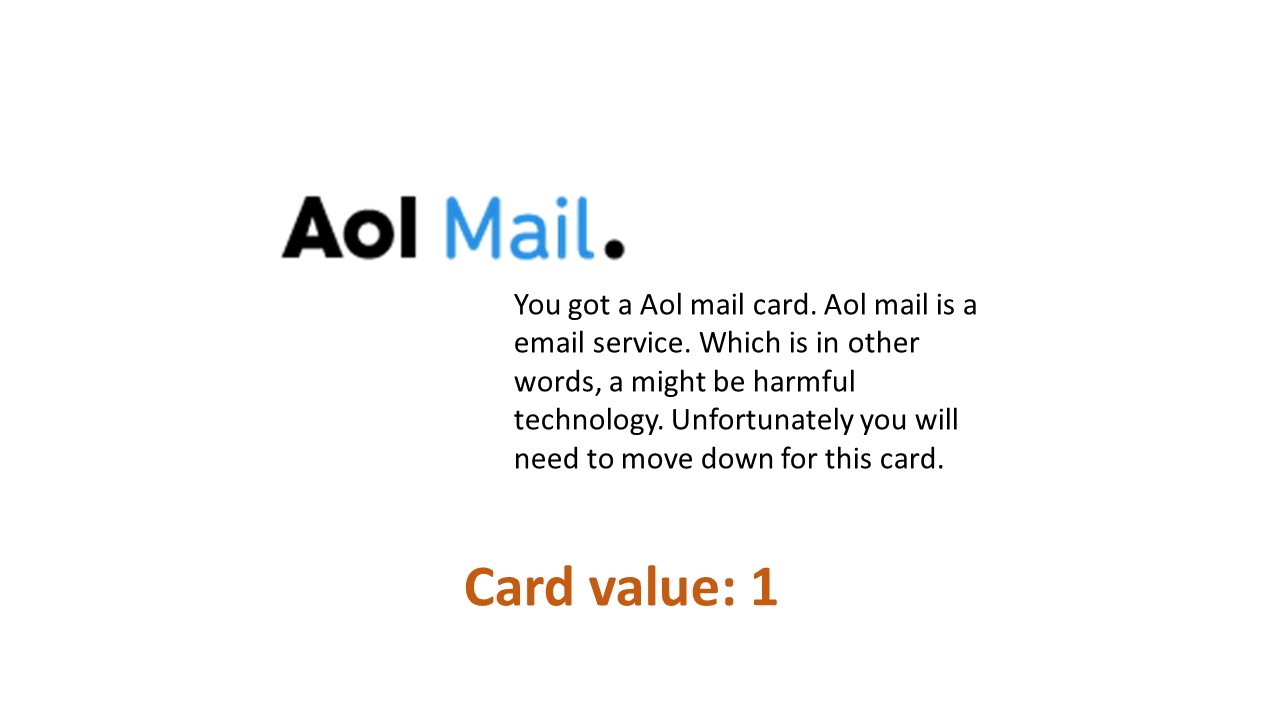 Aol Mail.
You got a Aol mail card. Aol mail is a
email service. Which is in other
words, a might be harmful
technology. Unfortunately you will
need to move down for this card.
Card value: 1